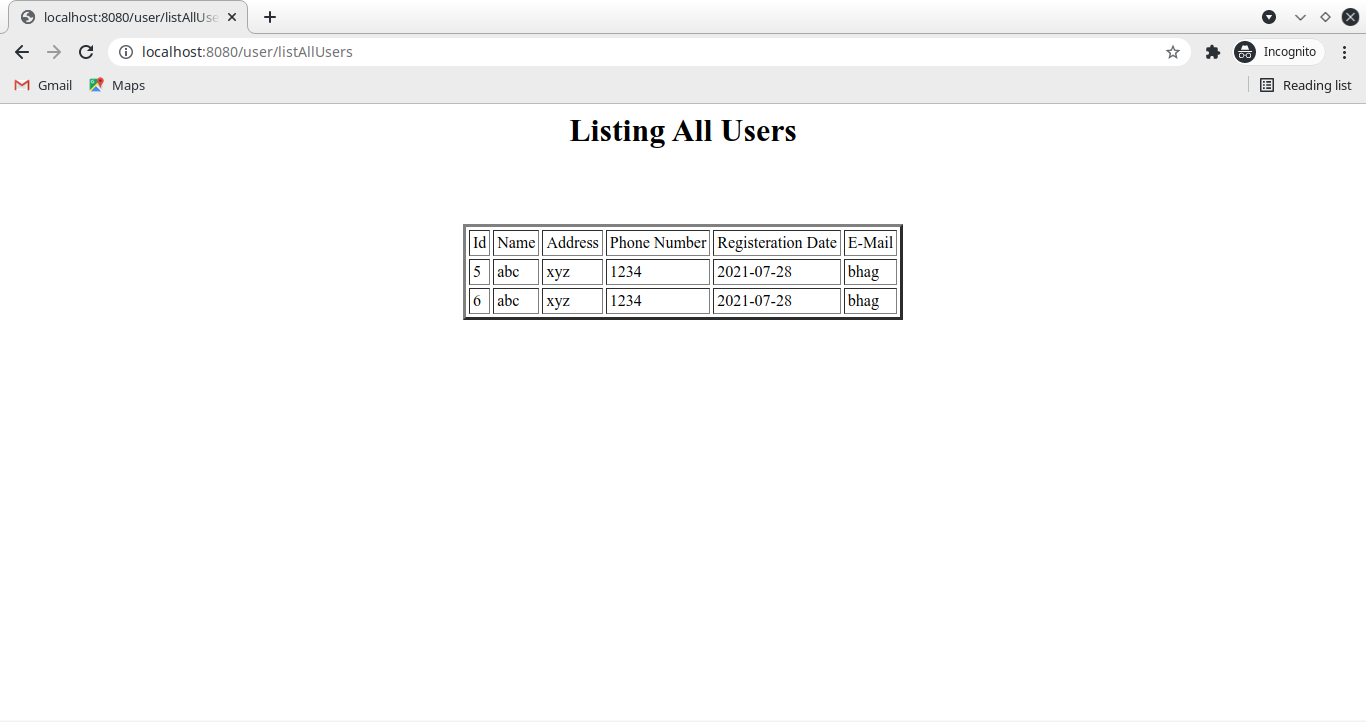 localhost:8080/user/listAllUse
localhost:8080/user/listAllUsers
Incognito
Gmail
Maps
Reading list
Listing All Users
Id Name Address Phone Number Registeration Date E-Mail
5 abc xyz 1234 2021-07-28 bhag
6 abc xyz 1234 2021-07-28 bhag